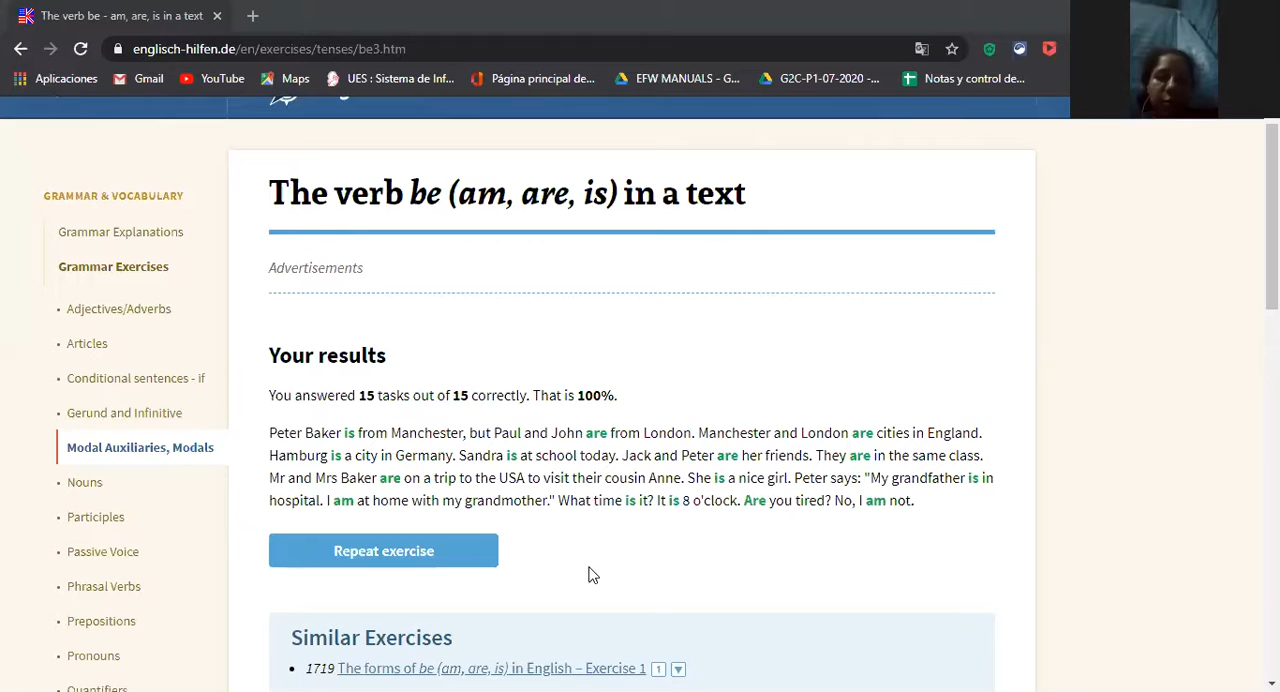 The verb be - am, are, is in a text
englisch-hilfen.de/en/exercises/tenses/be3.htm
Aplicaciones Gmail YouTube Maps UES : Sistema de Inf... Página principal de... EFW MANUALS - G... G2C-P1-07-2020 -... Notas y control de...
GRAMMAR & VOCABULARY
Grammar Explanations
Grammar Exercises
Adjectives/Adverbs
Articles
Conditional sentences - if
Gerund and Infinitive
Modal Auxiliaries, Modals
Nouns
Participles
Passive Voice
Phrasal Verbs
Prepositions
Pronouns
Quantifiers
The verb be (am, are, is) in a text
Advertisements
Your results
You answered 15 tasks out of 15 correctly. That is 100%.
Peter Baker is from Manchester, but Paul and John are from London. Manchester and London are cities in England.
Hamburg is a city in Germany. Sandra is at school today. Jack and Peter are her friends. They are in the same class.
Mr and Mrs Baker are on a trip to the USA to visit their cousin Anne. She is a nice girl. Peter says: "My grandfather is in
hospital. I am at home with my grandmother." What time is it? It is 8 o'clock. Are you tired? No, I am not.
Repeat exercise
Similar Exercises
1719 The forms of be (am, are, is) in English – Exercise 1 1